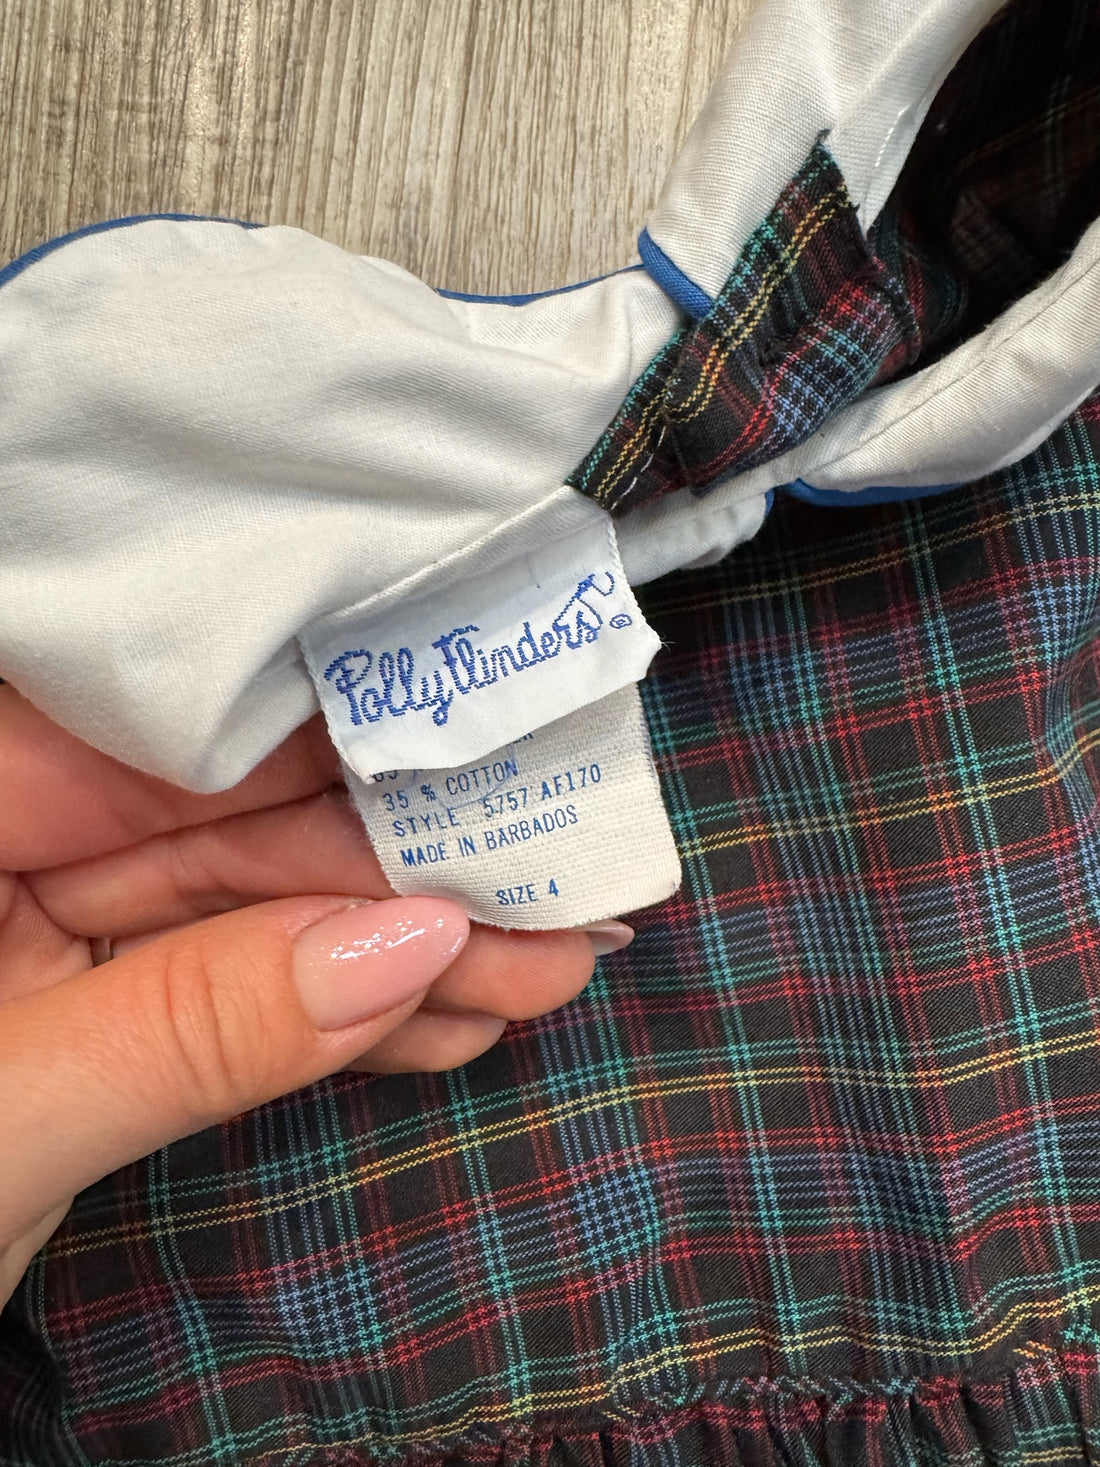 Polly Flinders ®
35 % COTTON
STYLE 5757 AF170
MADE IN BARBADOS
SIZE 4